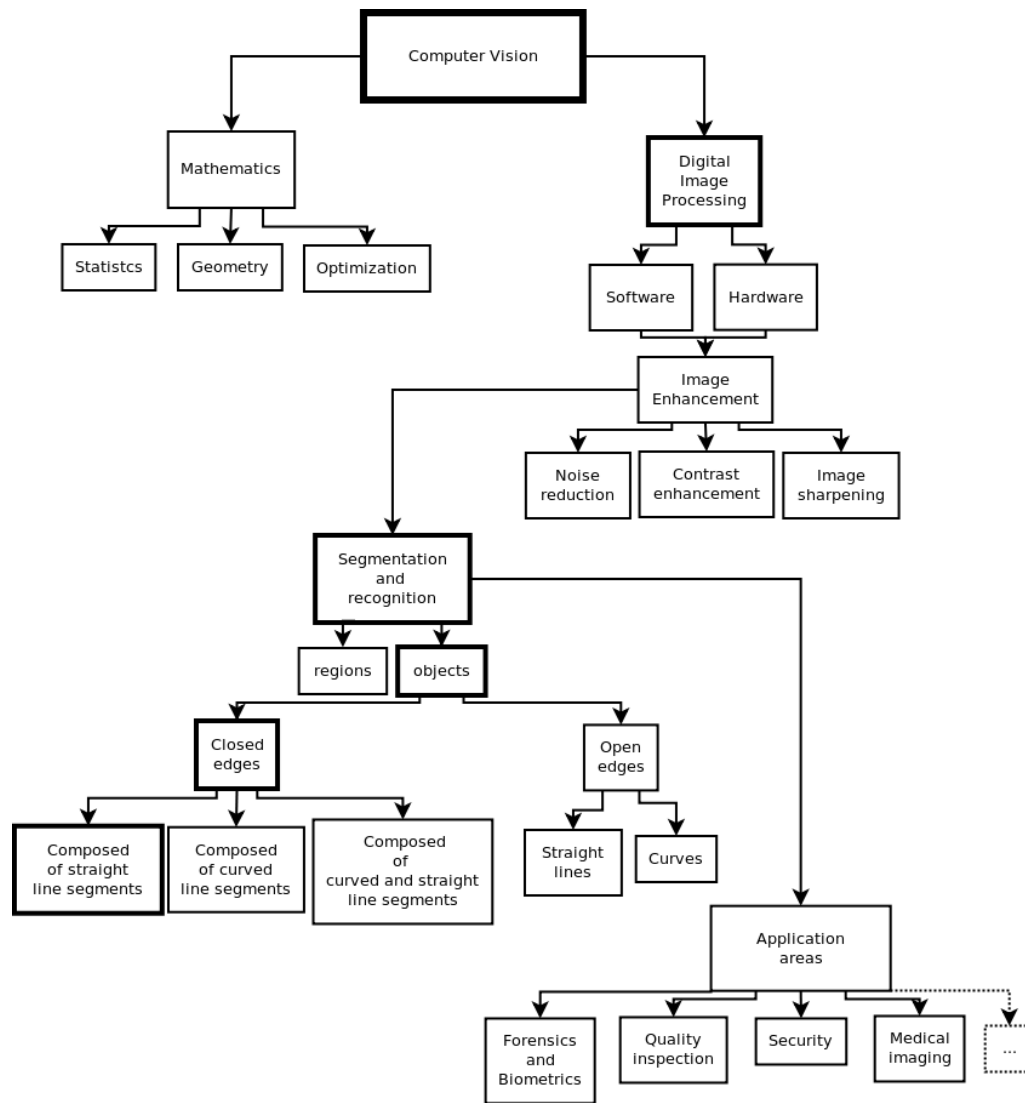 Computer Vision
Mathematics
Digital
Image
Processing
Statistcs
Geometry
Optimization
Software
Hardware
Image
Enhancement
Noise
reduction
Contrast
enhancement
Image
sharpening
Segmentation
and
recognition
regions
objects
Closed
edges
Open
edges
Composed
of straight
line segments
Composed
of curved
line segments
Composed
of
curved and straight
line segments
Straight
lines
Curves
Application
areas
Forensics
and
Biometrics
Quality
inspection
Security
Medical
imaging
...